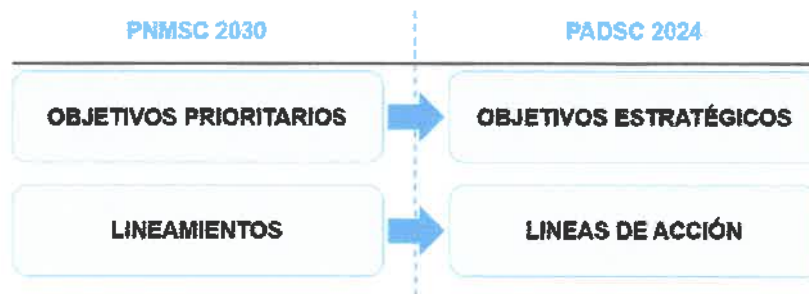 PNMSC 2030
PADSC 2024
OBJETIVOS PRIORITARIOS
OBJETIVOS ESTRATÉGICOS
LINEAMIENTOS
LINEAS DE ACCIÓN